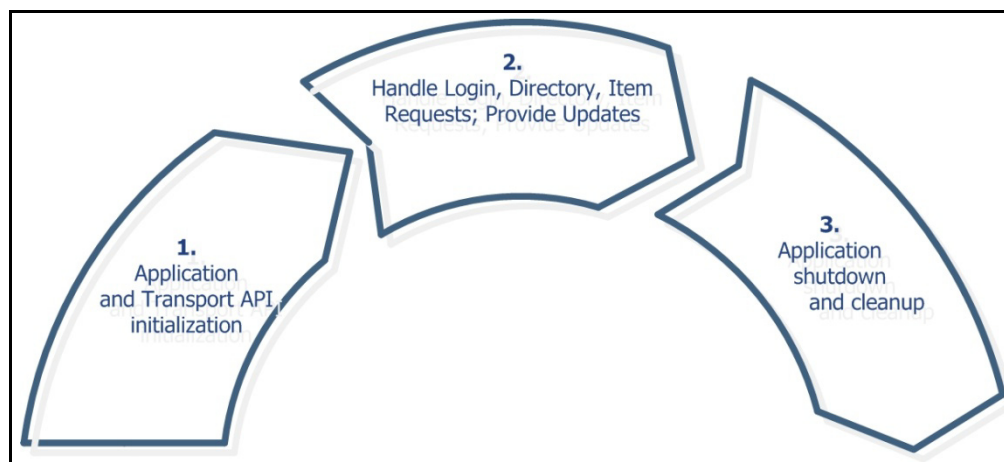 1.
Application
and Transport API
initialization
2.
Handle Login, Directory, Item
Requests; Provide Updates
3.
Application
shutdown
and cleanup